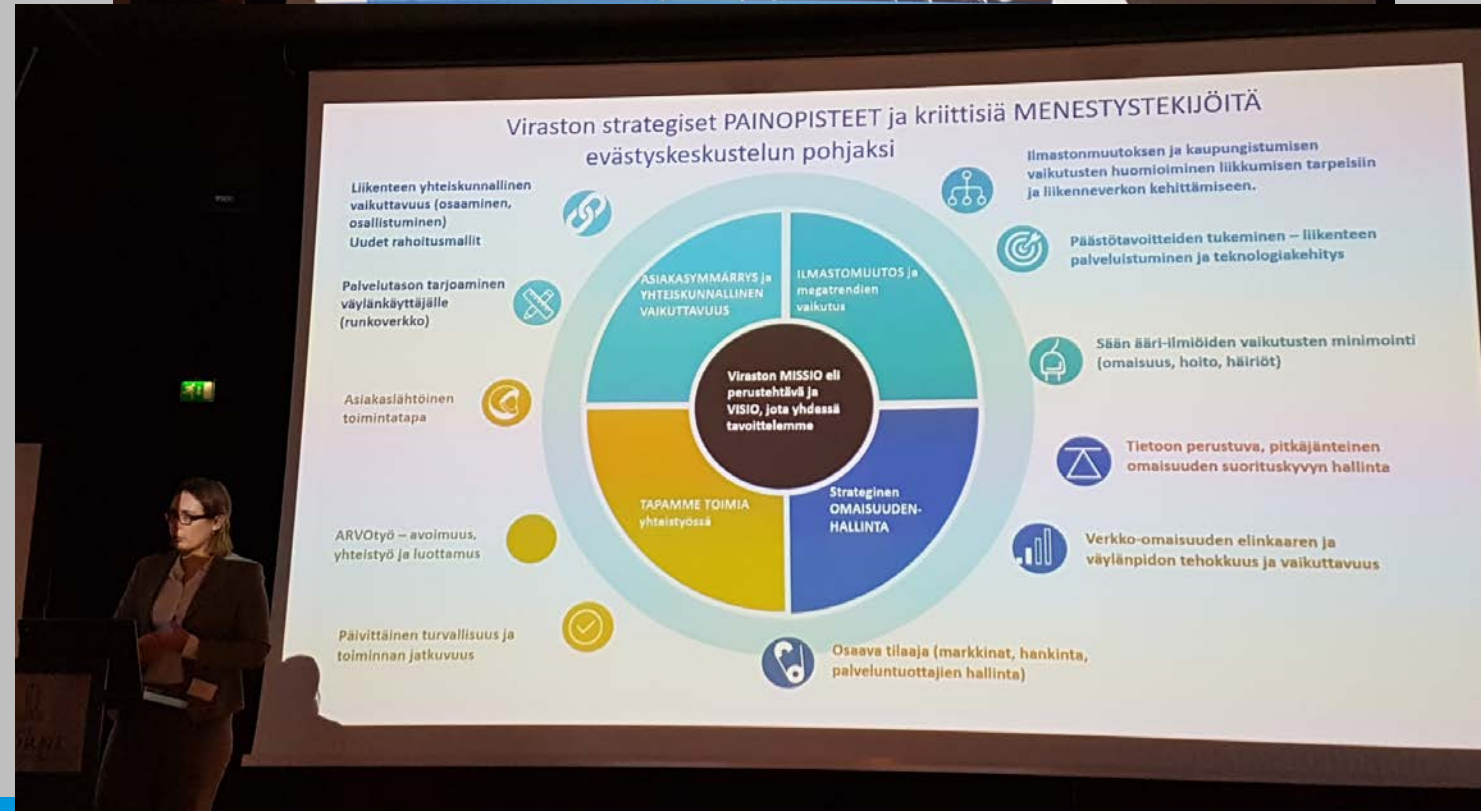 Viraston strategiset PAINOPISTEET ja kriittisiä MENESTYSTEKIJÖITÄ
evästyskeskustelun pohjaksi
Liikenteen yhteiskunnallinen
vaikuttavuus (osaaminen,
osallistuminen)
Uudet rahoitusmallit
Palvelutason tarjoaminen
väylänkäyttäjälle
(runkoverkko)
Asiakaslähtöinen
toimintatapa
ARVOtyö – avoimuus,
yhteistyö ja luottamus
Päivittäinen turvallisuus ja
toiminnan jatkuvuus
ASIAKASYMMÄRRYS ja
YHTEISKUNNALLINEN
VAIKUTTAVUUS
ILMASTOMUUTOS ja
megatrendien
vaikutus
Viraston MISSIO eli
perustehtävä ja
VISIO, jota yhdessä
tavoittelemme
TAPAMME TOIMIA
yhteistyössä
Strateginen
OMAISUUDEN-
HALLINTA
Ilmastonmuutoksen ja kaupungistumisen
vaikutusten huomioiminen liikkumisen tarpeisiin
ja liikenneverkon kehittämiseen.
Päästötavoitteiden tukeminen – liikenteen
palveluistuminen ja teknologiakehitys
Sään ääri-ilmiöiden vaikutusten minimointi
(omaisuus, hoito, häiriöt)
Tietoon perustuva, pitkäjänteinen
omaisuuden suorituskyvyn hallinta
Verkko-omaisuuden elinkaaren ja
väylänpidon tehokkuus ja vaikuttavuus
Osaava tilaaja (markkinat, hankinta,
palveluntuottajien hallinta)